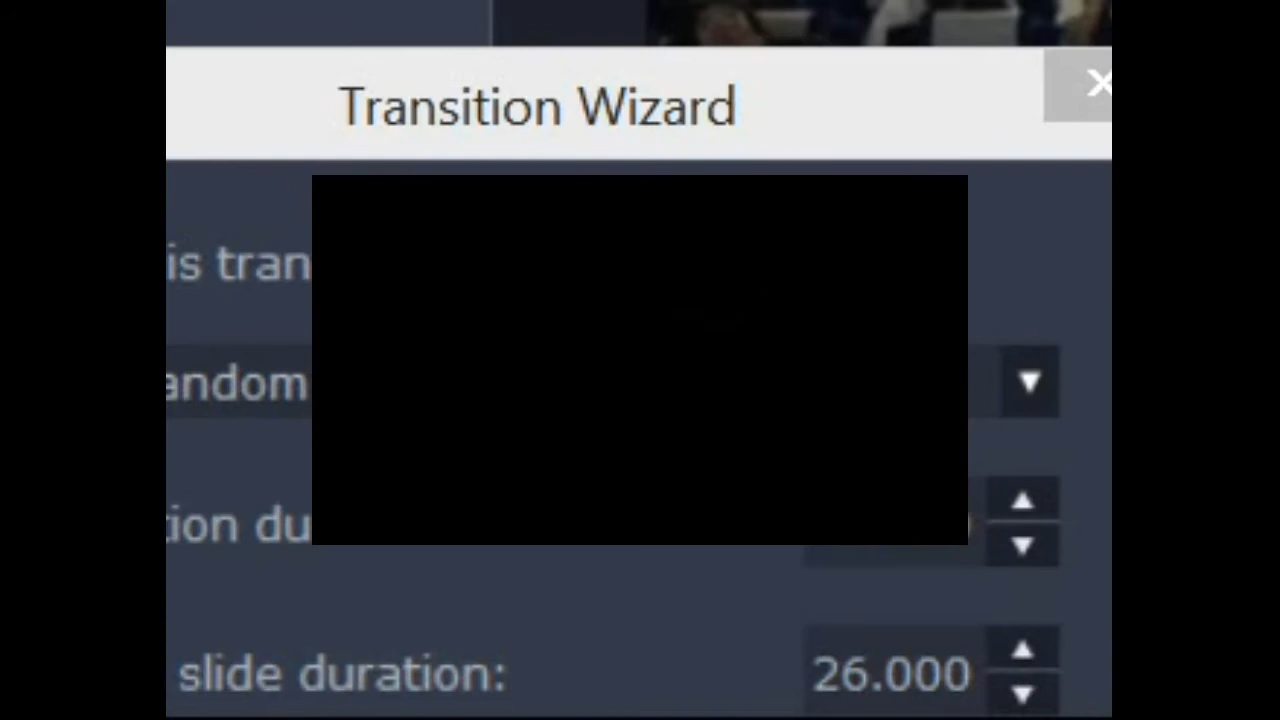 Transition Wizard
is tran
andom
tion du
slide duration: 26.000